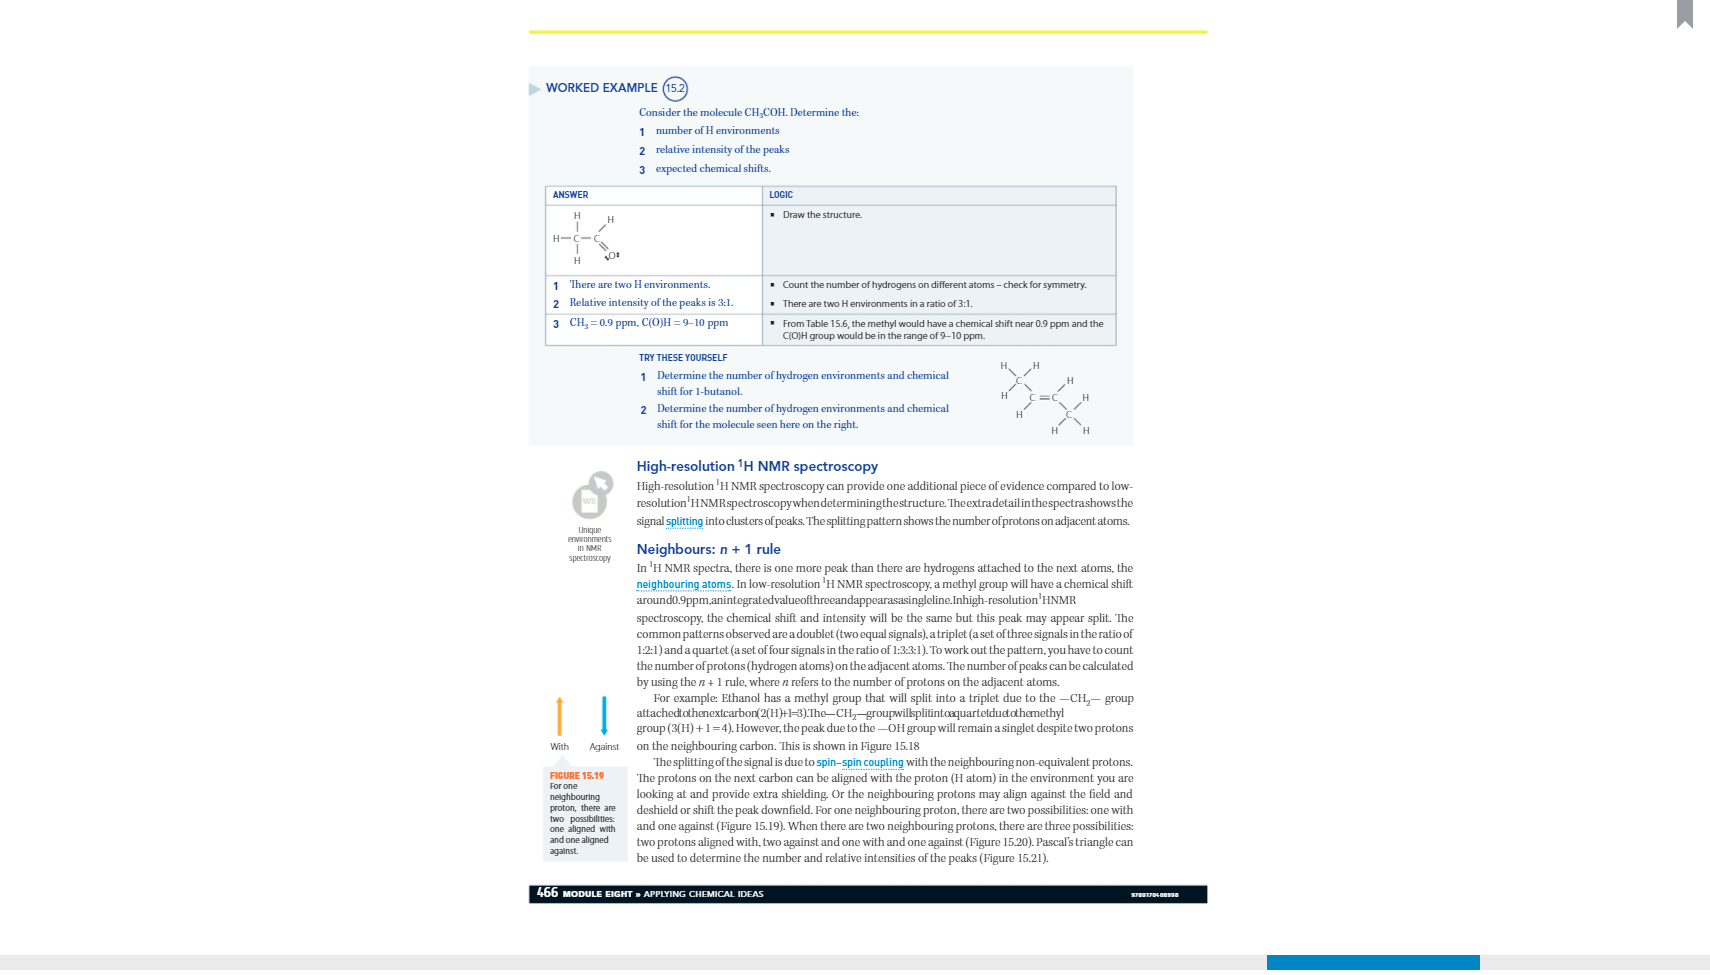 WORKED EXAMPLE 15.2
Consider the molecule CH₃COH. Determine the:
1 number of H environments
2 relative intensity of the peaks
3 expected chemical shifts.
ANSWER LOGIC
H
H
H C C
H
O
▪ Draw the structure.
1 There are two H environments.
2 Relative intensity of the peaks is 3:1.
▪ Count the number of hydrogens on different atoms – check for symmetry.
▪ There are two H environments in a ratio of 3:1.
3 CH₃ = 0.9 ppm, C(O)H = 9–10 ppm
▪ From Table 15.6, the methyl would have a chemical shift near 0.9 ppm and the
C(O)H group would be in the range of 9–10 ppm.
TRY THESE YOURSELF
1 Determine the number of hydrogen environments and chemical
shift for 1-butanol.
2 Determine the number of hydrogen environments and chemical
shift for the molecule seen here on the right.
H H
C H
H C=C H
H C
H H
High-resolution ¹H NMR spectroscopy
High-resolution ¹H NMR spectroscopy can provide one additional piece of evidence compared to low-
resolution ¹H NMR spectroscopy when determining the structure. The extra detail in the spectra shows the
signal splitting into clusters of peaks. The splitting pattern shows the number of protons on adjacent atoms.
WS
Unique
environments
in NMR
spectroscopy
Neighbours: n + 1 rule
In ¹H NMR spectra, there is one more peak than there are hydrogens attached to the next atoms, the
neighbouring atoms. In low-resolution ¹H NMR spectroscopy, a methyl group will have a chemical shift
around 0.9 ppm, an integrated value of three and appear as a single line. In high-resolution ¹H NMR
spectroscopy, the chemical shift and intensity will be the same but this peak may appear split. The
common patterns observed are a doublet (two equal signals), a triplet (a set of three signals in the ratio of
1:2:1) and a quartet (a set of four signals in the ratio of 1:3:3:1). To work out the pattern, you have to count
the number of protons (hydrogen atoms) on the adjacent atoms. The number of peaks can be calculated
by using the n + 1 rule, where n refers to the number of protons on the adjacent atoms.
For example: Ethanol has a methyl group that will split into a triplet due to the —CH₂— group
attached to the next carbon (2(H)+1=3). The —CH₂— group will split into a quartet due to the methyl
group (3(H) + 1 = 4). However, the peak due to the —OH group will remain a singlet despite two protons
on the neighbouring carbon. This is shown in Figure 15.18
The splitting of the signal is due to spin–spin coupling with the neighbouring non-equivalent protons.
The protons on the next carbon can be aligned with the proton (H atom) in the environment you are
looking at and provide extra shielding. Or the neighbouring protons may align against the field and
deshield or shift the peak downfield. For one neighbouring proton, there are two possibilities: one with
and one against (Figure 15.19). When there are two neighbouring protons, there are three possibilities:
two protons aligned with, two against and one with and one against (Figure 15.20). Pascal's triangle can
be used to determine the number and relative intensities of the peaks (Figure 15.21).
With Against
FIGURE 15.19
For one
neighbouring
proton, there are
two possibilities:
one aligned with
and one aligned
against.
466 MODULE EIGHT » APPLYING CHEMICAL IDEAS
9780170408998